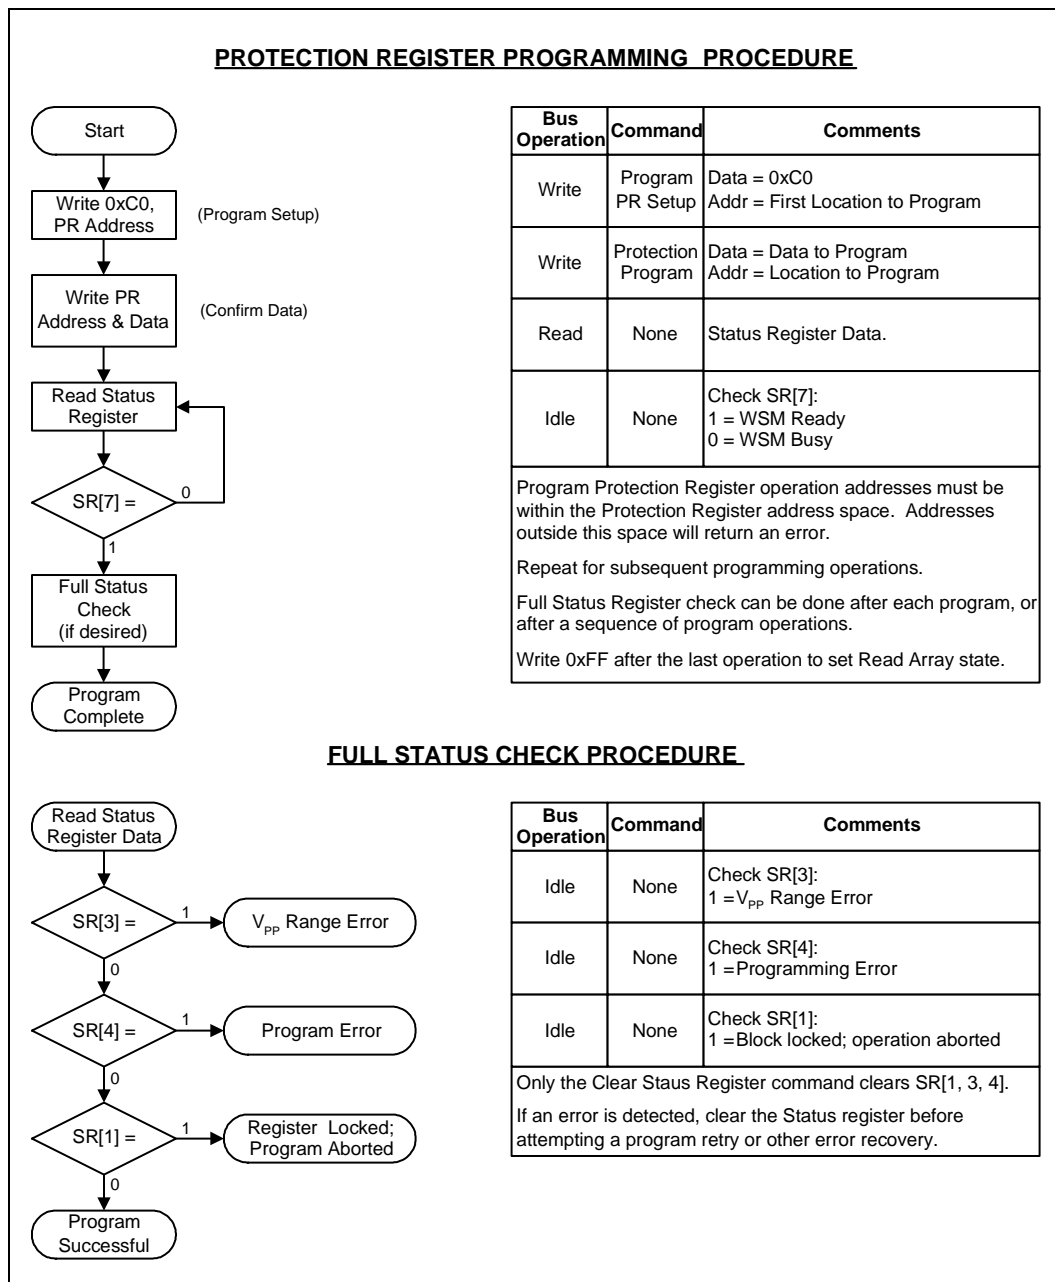 PROTECTION REGISTER PROGRAMMING PROCEDURE
Start
Write 0xC0,
PR Address
(Program Setup)
Write PR
Address & Data
(Confirm Data)
Read Status
Register
SR[7] =
0
1
Full Status
Check
(if desired)
Program
Complete
Bus
Operation
Command
Comments
Write
Program
PR Setup
Data = 0xC0
Addr = First Location to Program
Write
Protection
Program
Data = Data to Program
Addr = Location to Program
Read
None
Status Register Data.
Idle
None
Check SR[7]:
1 = WSM Ready
0 = WSM Busy
Program Protection Register operation addresses must be
within the Protection Register address space. Addresses
outside this space will return an error.
Repeat for subsequent programming operations.
Full Status Register check can be done after each program, or
after a sequence of program operations.
Write 0xFF after the last operation to set Read Array state.
FULL STATUS CHECK PROCEDURE
Read Status
Register Data
SR[3] =
1
VPP Range Error
0
SR[4] =
1
Program Error
0
SR[1] =
1
Register Locked;
Program Aborted
0
Program
Successful
Bus
Operation
Command
Comments
Idle
None
Check SR[3]:
1 =VPP Range Error
Idle
None
Check SR[4]:
1 =Programming Error
Idle
None
Check SR[1]:
1 =Block locked; operation aborted
Only the Clear Staus Register command clears SR[1, 3, 4].
If an error is detected, clear the Status register before
attempting a program retry or other error recovery.